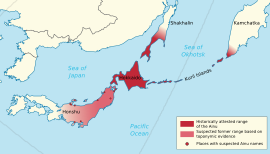 Sakhalin
Kamchatka
Sea of
Okhotsk
Sea of
Japan
Hokkaido
Kuril Islands
Honshu
Pacific
Ocean
Historically attested range
of the Ainu
Suspected former range based on
toponymic evidence
Places with suspected Ainu names